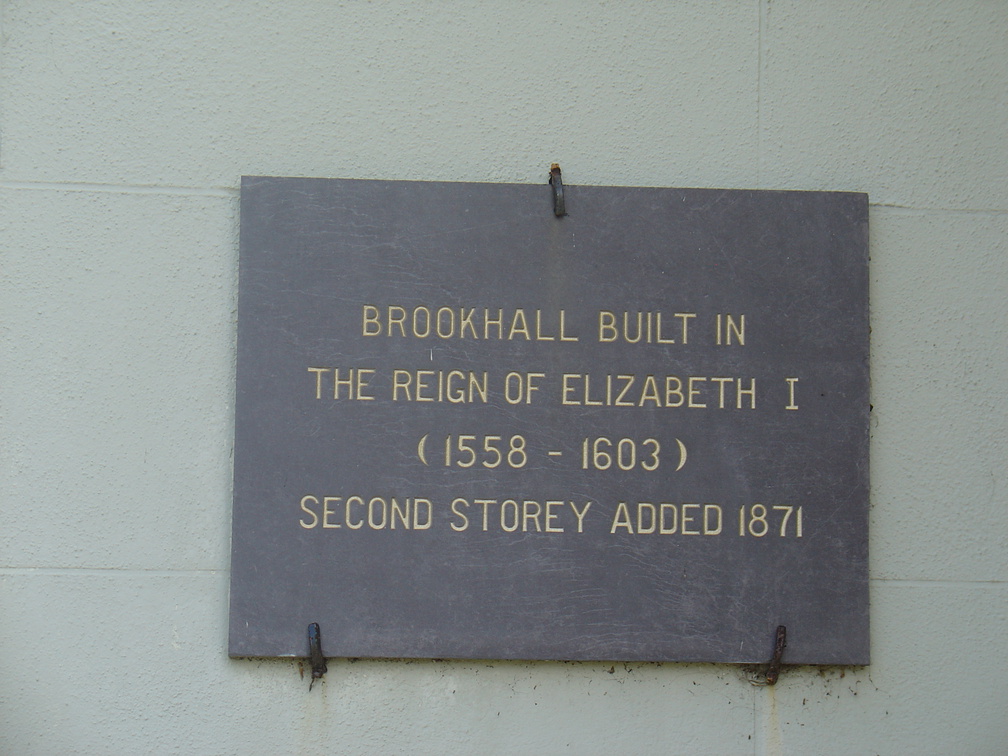 BROOKHALL BUILT IN
THE REIGN OF ELIZABETH I
(1558 - 1603)
SECOND STOREY ADDED 1871